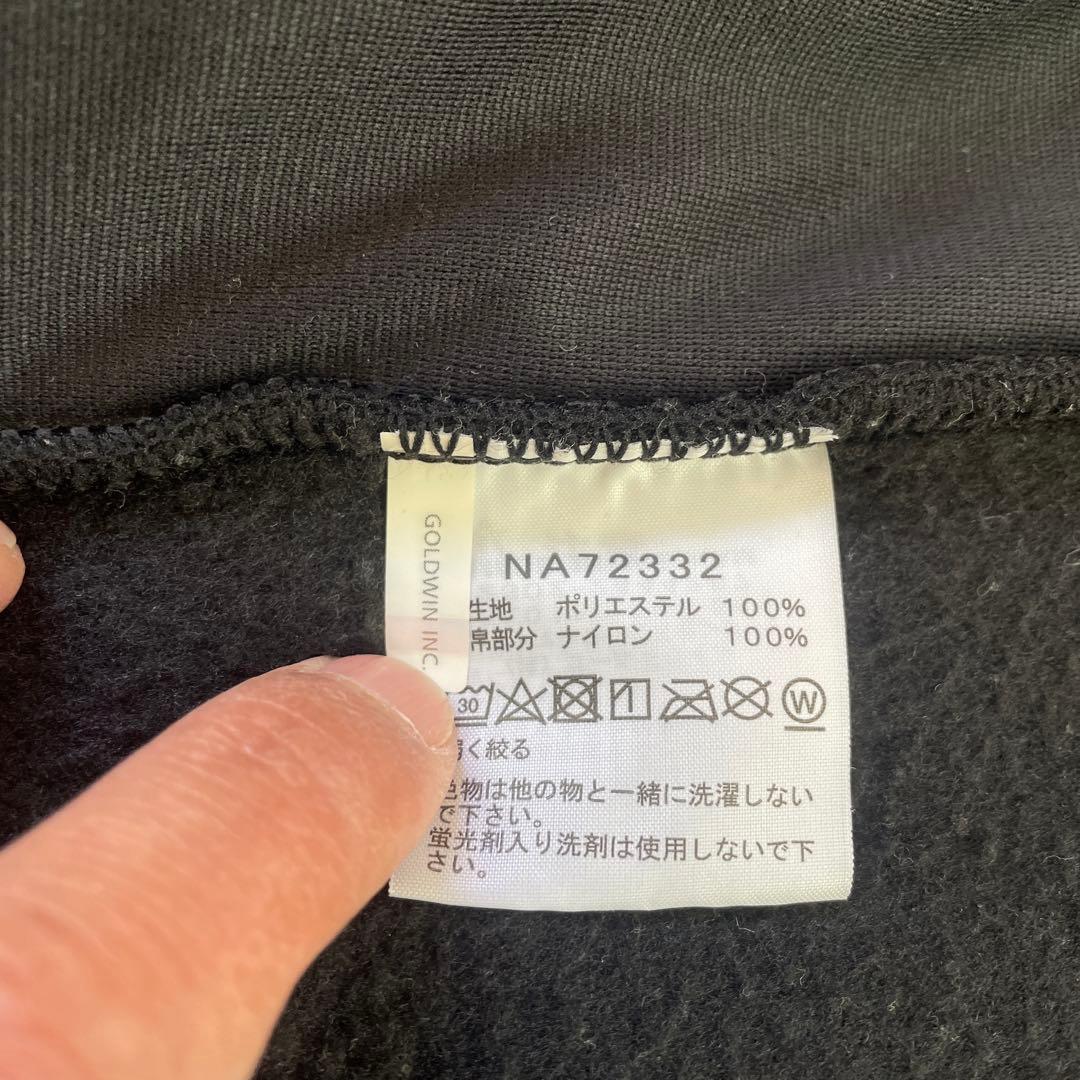 GOLDWIN INC.
NA72332
生地 ポリエステル 100%
帛部分 ナイロン 100%
30 W
く絞る
色物は他の物と一緒に洗濯しない
で下さい。
蛍光剤入り洗剤は使用しないで下
さい。